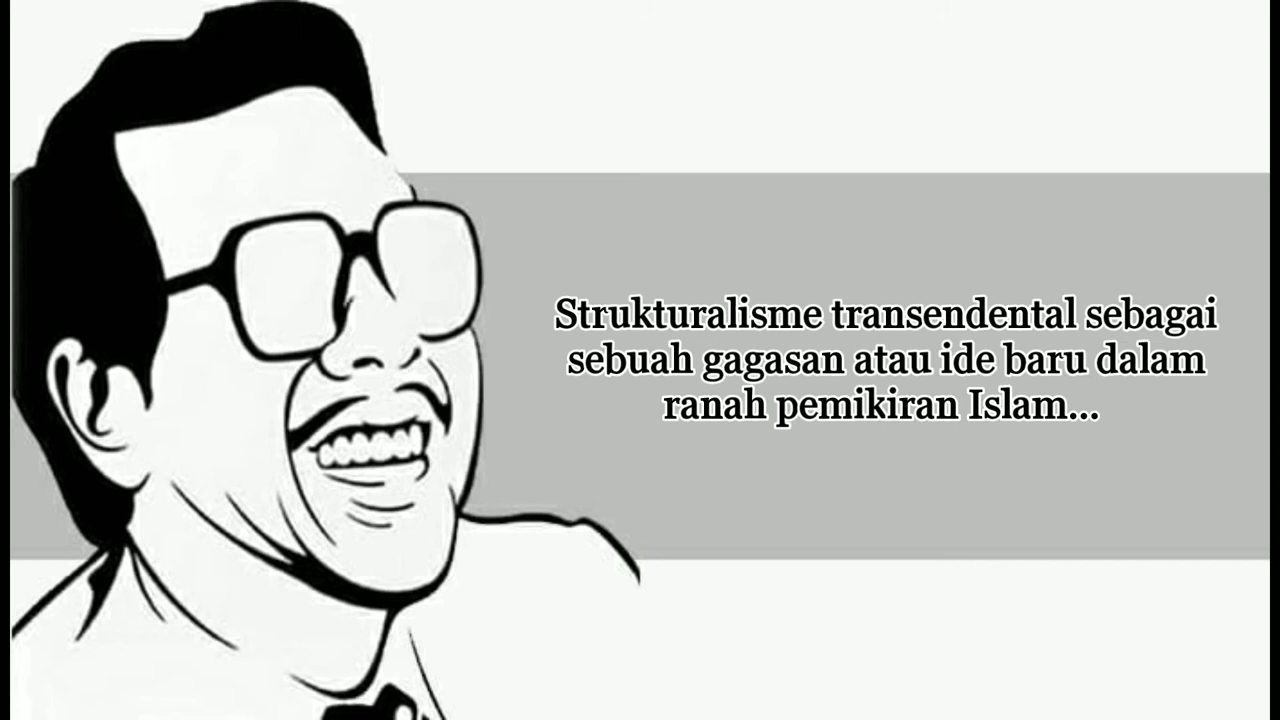 Strukturalisme transendental sebagai
sebuah gagasan atau ide baru dalam
ranah pemikiran Islam...